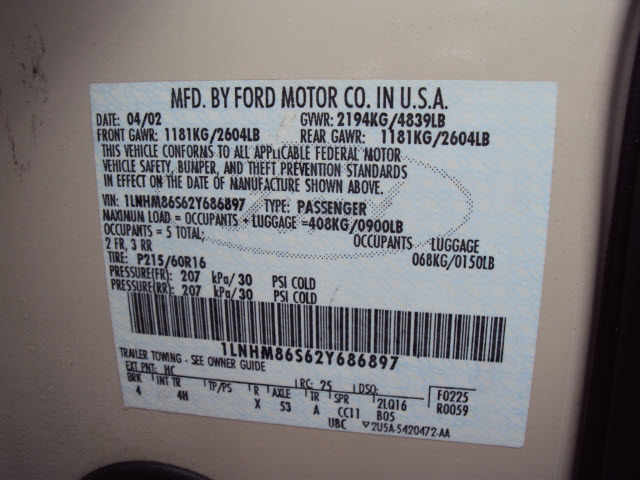 MFD. BY FORD MOTOR CO. IN U.S.A.
DATE: 04/02 GVWR: 2194KG/4839LB
FRONT GAWR: 1181KG/2604LB REAR GAWR: 1181KG/2604LB
THIS VEHICLE CONFORMS TO ALL APPLICABLE FEDERAL MOTOR
VEHICLE SAFETY, BUMPER, AND THEFT PREVENTION STANDARDS
IN EFFECT ON THE DATE OF MANUFACTURE SHOWN ABOVE.
VIN: 1LNHM86S62Y686897 TYPE: PASSENGER
MAXIMUM LOAD = OCCUPANTS + LUGGAGE =408KG/0900LB
OCCUPANTS = 5 TOTAL; OCCUPANTS LUGGAGE
2 FR, 3 RR 068KG/0150LB
TIRE: P215/60R16
PRESSURE(FR): 207 kPa/30 PSI COLD
PRESSURE(RR): 207 kPa/30 PSI COLD
1LNHM86S62Y686897
TRAILER TOWING - SEE OWNER GUIDE
EXT PNT: HC RC: 25 DSO: F0225
BRK INT TR TP/PS R AXLE TR SPR 2LQ16 R0059
4 4H X 53 A CC11 B05
UBC ▽2U5A-5420472-AA